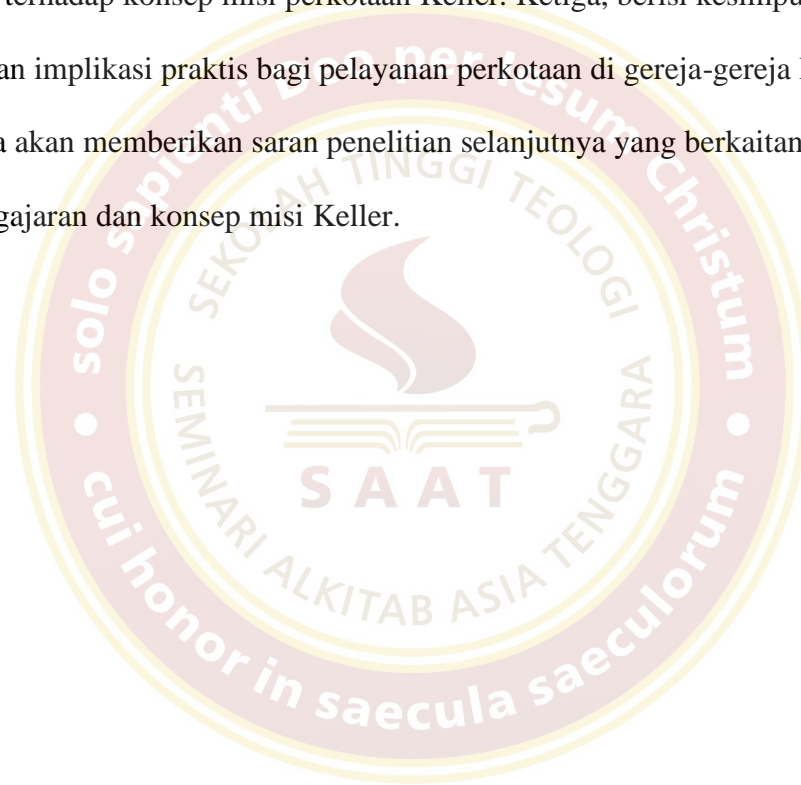 terhadap konsep misi perkotaan Keller. Ketiga, berisi
an implikasi praktis bagi pelayanan perkotaan di gereja-gereja
a akan memberikan saran penelitian selanjutnya yang berkaitan
gajaran dan konsep misi Keller.
solo sapienti Deo per Iesum Christum
cui honor in saecula saeculorum
SEKOLAH TINGGI TEOLOGI
SEMINARI ALKITAB ASIA TENGGARA
SAAT